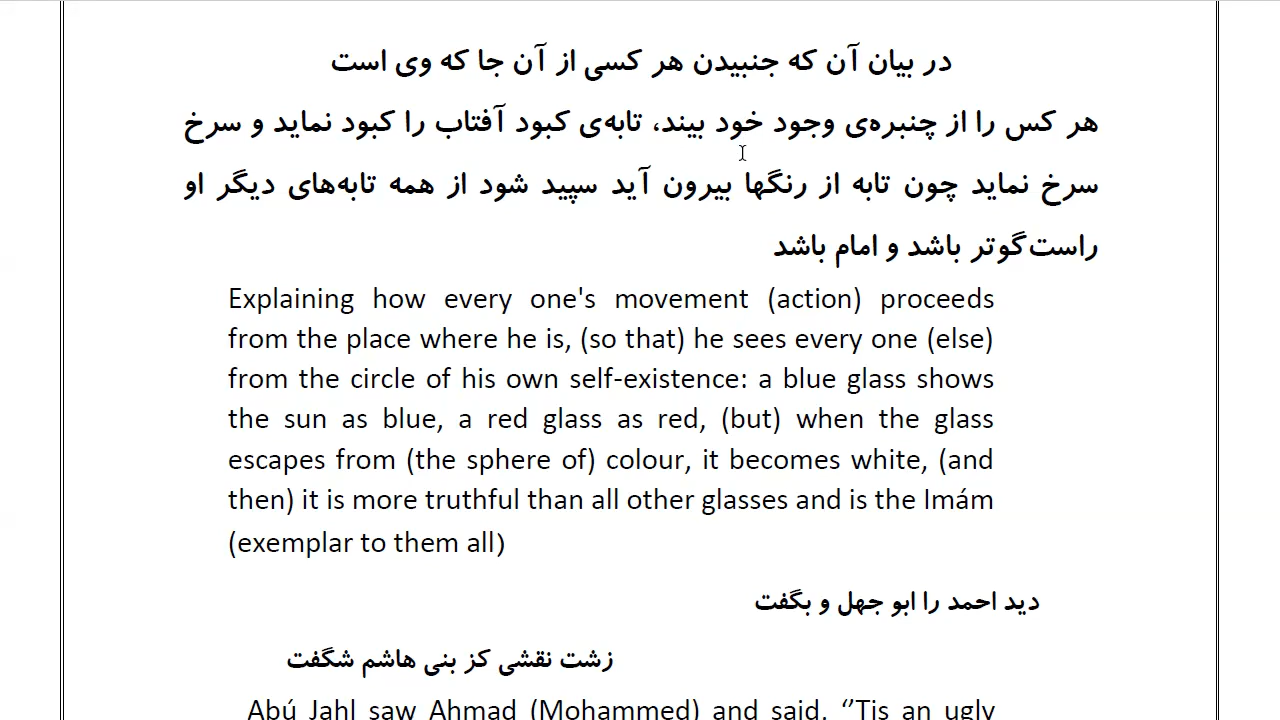 در بیان آن که جنبیدن هر کسی از آن جا که وی است
هر کس را از چنبره‌ی وجود خود بیند، تابه‌ی کبود آفتاب را کبود نماید و سرخ
سرخ نماید چون تابه از رنگها بیرون آید سپید شود از همه تابه‌های دیگر او
راست‌گوتر باشد و امام باشد
Explaining how every one's movement (action) proceeds
from the place where he is, (so that) he sees every one (else)
from the circle of his own self-existence: a blue glass shows
the sun as blue, a red glass as red, (but) when the glass
escapes from (the sphere of) colour, it becomes white, (and
then) it is more truthful than all other glasses and is the Imám
(exemplar to them all)
دید احمد را ابو جهل و بگفت
زشت نقشی کز بنی هاشم شگفت
Abú Jahl saw Ahmad (Mohammed) and said, “Tis an ugly